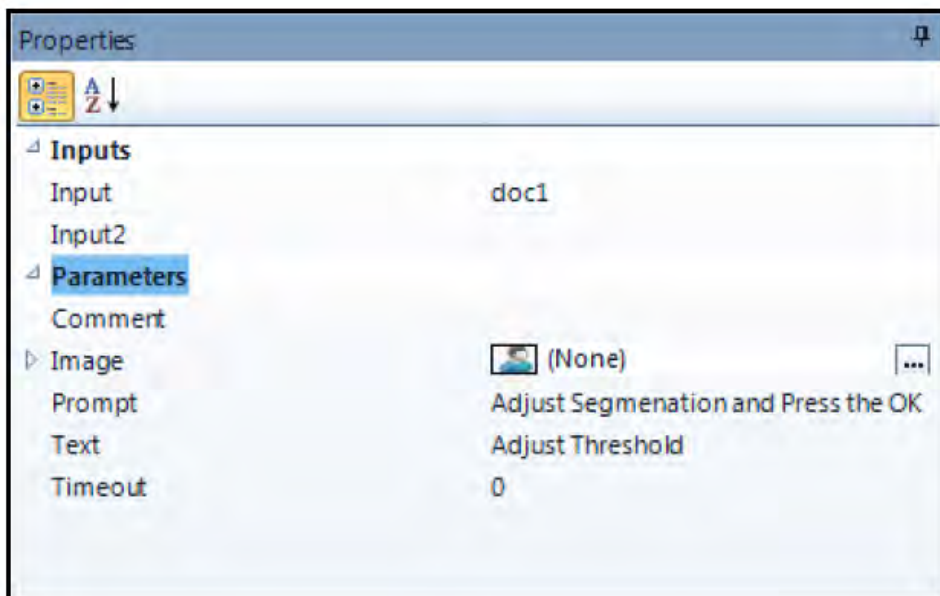 Properties
A
Z
Inputs
Input doc1
Input2
Parameters
Comment
Image (None) ...
Prompt Adjust Segmenation and Press the OK
Text Adjust Threshold
Timeout 0